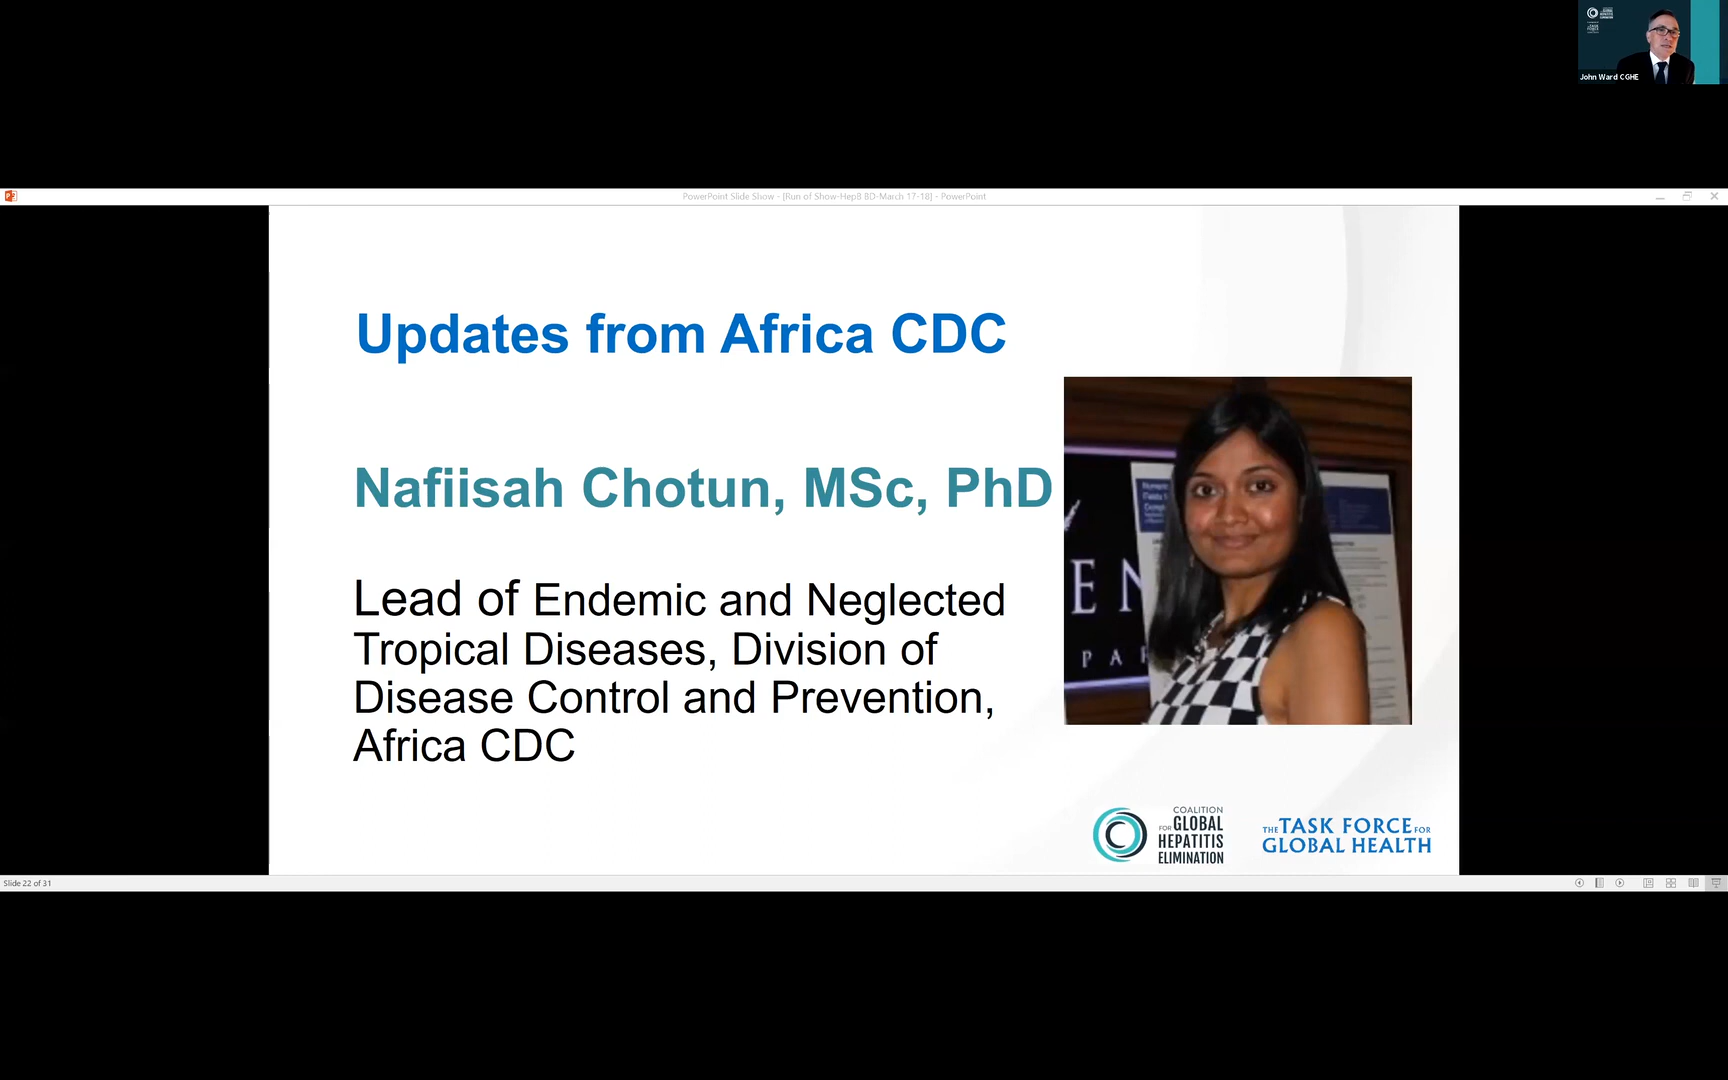 John Ward CGHE
PowerPoint Slide Show - [Run of Show-HepB BD-March 17-18] - PowerPoint
Updates from Africa CDC
Nafiisah Chotun, MSc, PhD
Lead of Endemic and Neglected
Tropical Diseases, Division of
Disease Control and Prevention,
Africa CDC
EN
PAR
COALITION
FOR GLOBAL
HEPATITIS
ELIMINATION
THE TASK FORCE FOR
GLOBAL HEALTH
Slide 22 of 31